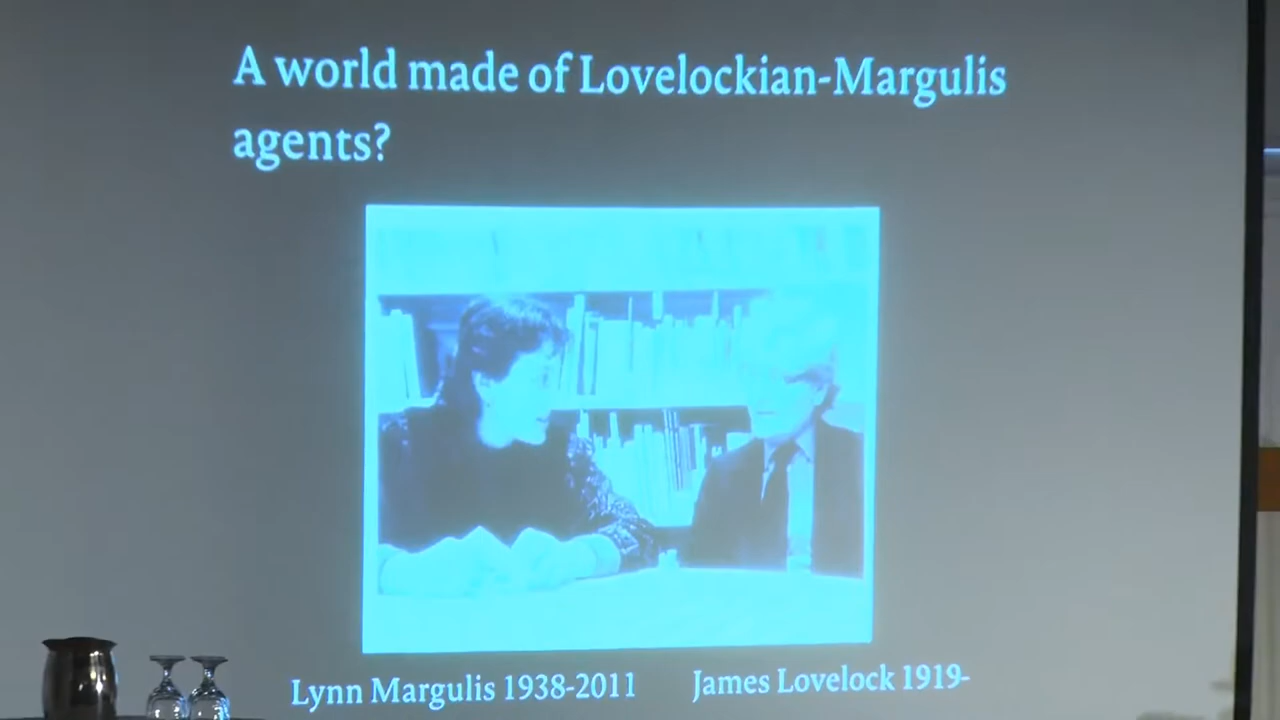 A world made of Lovelockian-Margulis
agents?
Lynn Margulis 1938-2011 James Lovelock 1919-